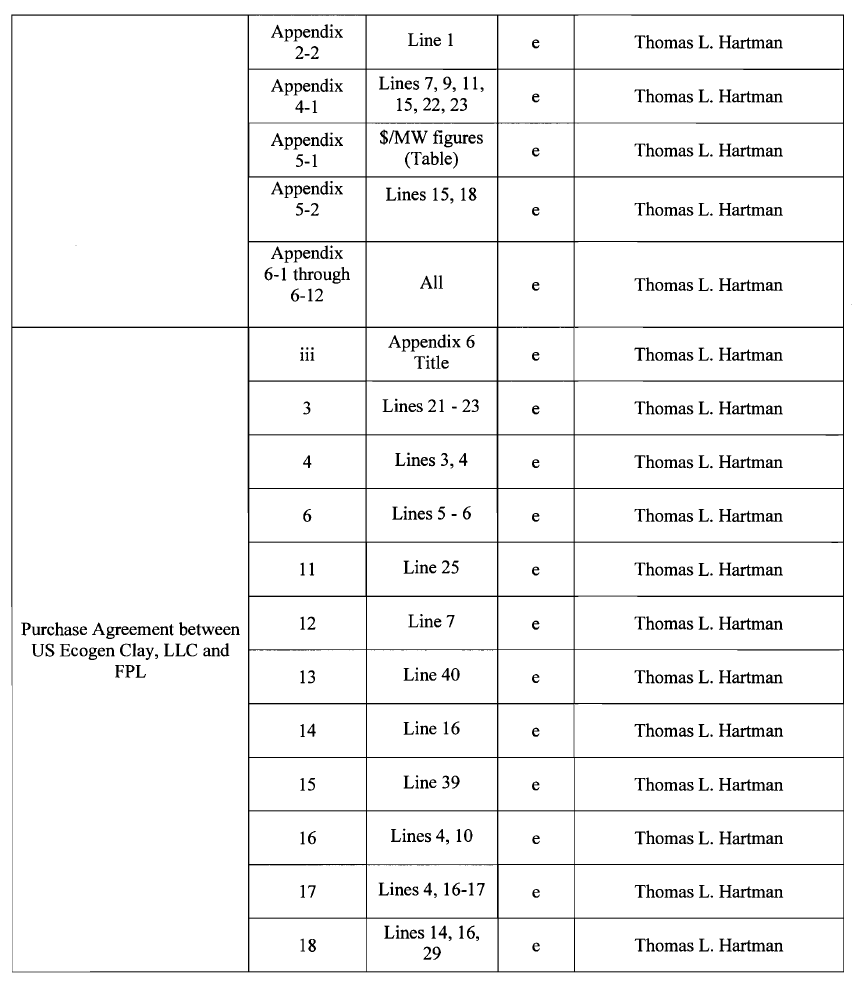 Appendix
2-2
Line 1
e
Thomas L. Hartman
Appendix
4-1
Lines 7, 9, 11,
15, 22, 23
e
Thomas L. Hartman
Appendix
5-1
$/MW figures
(Table)
e
Thomas L. Hartman
Appendix
5-2
Lines 15, 18
e
Thomas L. Hartman
Appendix
6-1 through
6-12
All
e
Thomas L. Hartman
Purchase Agreement between
US Ecogen Clay, LLC and
FPL
iii
Appendix 6
Title
e
Thomas L. Hartman
3
Lines 21 - 23
e
Thomas L. Hartman
4
Lines 3, 4
e
Thomas L. Hartman
6
Lines 5 - 6
e
Thomas L. Hartman
11
Line 25
e
Thomas L. Hartman
12
Line 7
e
Thomas L. Hartman
13
Line 40
e
Thomas L. Hartman
14
Line 16
e
Thomas L. Hartman
15
Line 39
e
Thomas L. Hartman
16
Lines 4, 10
e
Thomas L. Hartman
17
Lines 4, 16-17
e
Thomas L. Hartman
18
Lines 14, 16,
29
e
Thomas L. Hartman